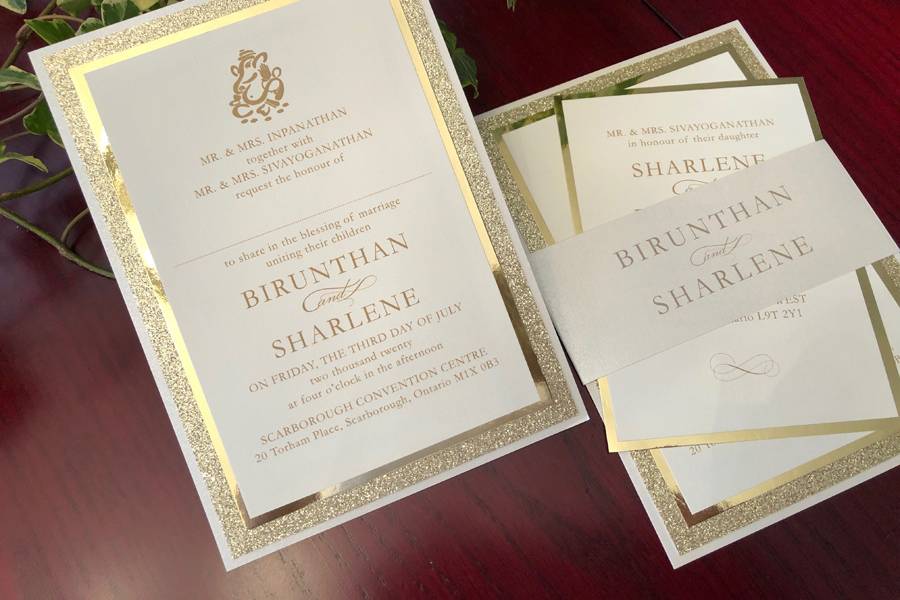 MR. & MRS. INPANATHAN
together with
MR. & MRS. SIVAYOGANATHAN
request the honour of
to share in the blessing of marriage
uniting their children
BIRUNTHAN
and
SHARLENE
ON FRIDAY, THE THIRD DAY OF JULY
two thousand twenty
at four o'clock in the afternoon
SCARBOROUGH CONVENTION CENTRE
20 Torham Place, Scarborough, Ontario M1X 0B3
MR. & MRS. SIVAYOGANATHAN
in honour of their daughter
SHARLENE
BIRUNTHAN
and
SHARLENE
WEST
L9T 2Y1
20